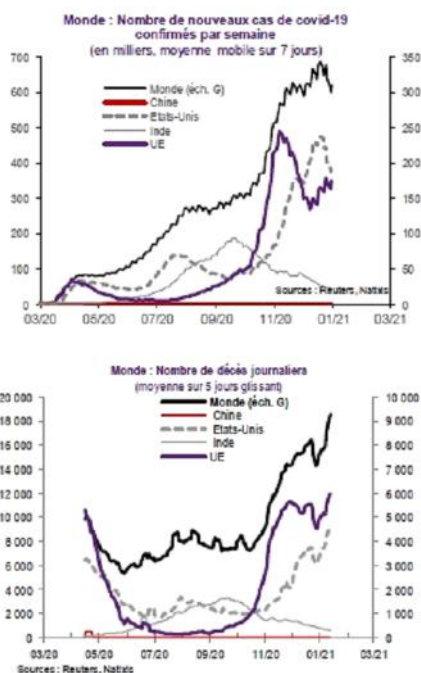 Monde : Nombre de nouveaux cas de covid-19
confirmés par semaine
(en milliers, moyenne mobile sur 7 jours)
Monde (éch. G)
Chine
Etats-Unis
Inde
UE
700
600
500
400
300
200
100
0
350
300
250
200
150
100
50
0
Sources : Reuters, Natixis
03/20 05/20 07/20 09/20 11/20 01/21 03/21
Monde : Nombre de décès journaliers
(moyenne sur 5 jours glissant)
Monde (éch. G)
Chine
Etats-Unis
Inde
UE
20 000
18 000
16 000
14 000
12 000
10 000
8 000
6 000
4 000
2 000
0
10 000
9 000
8 000
7 000
6 000
5 000
4 000
3 000
2 000
1 000
0
03/20 05/20 07/20 09/20 11/20 01/21 03/21
Sources : Reuters, Natixis